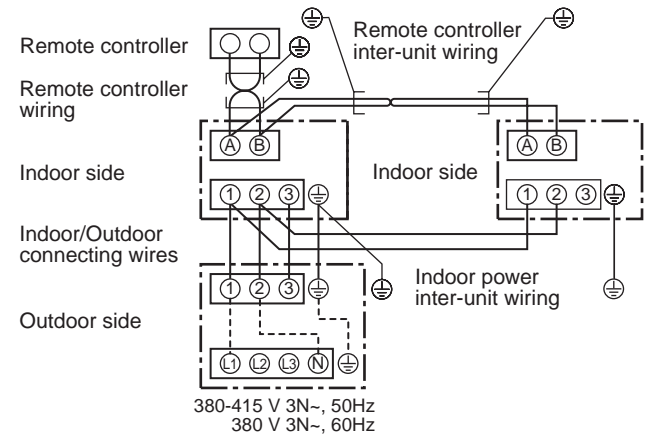 Remote controller
Remote controller
inter-unit wiring
Remote controller
wiring
A B
A B
Indoor side
Indoor side
1 2 3
1 2 3
Indoor/Outdoor
connecting wires
Indoor power
inter-unit wiring
1 2 3
Outdoor side
L1 L2 L3 N
380-415 V 3N~, 50Hz
380 V 3N~, 60Hz